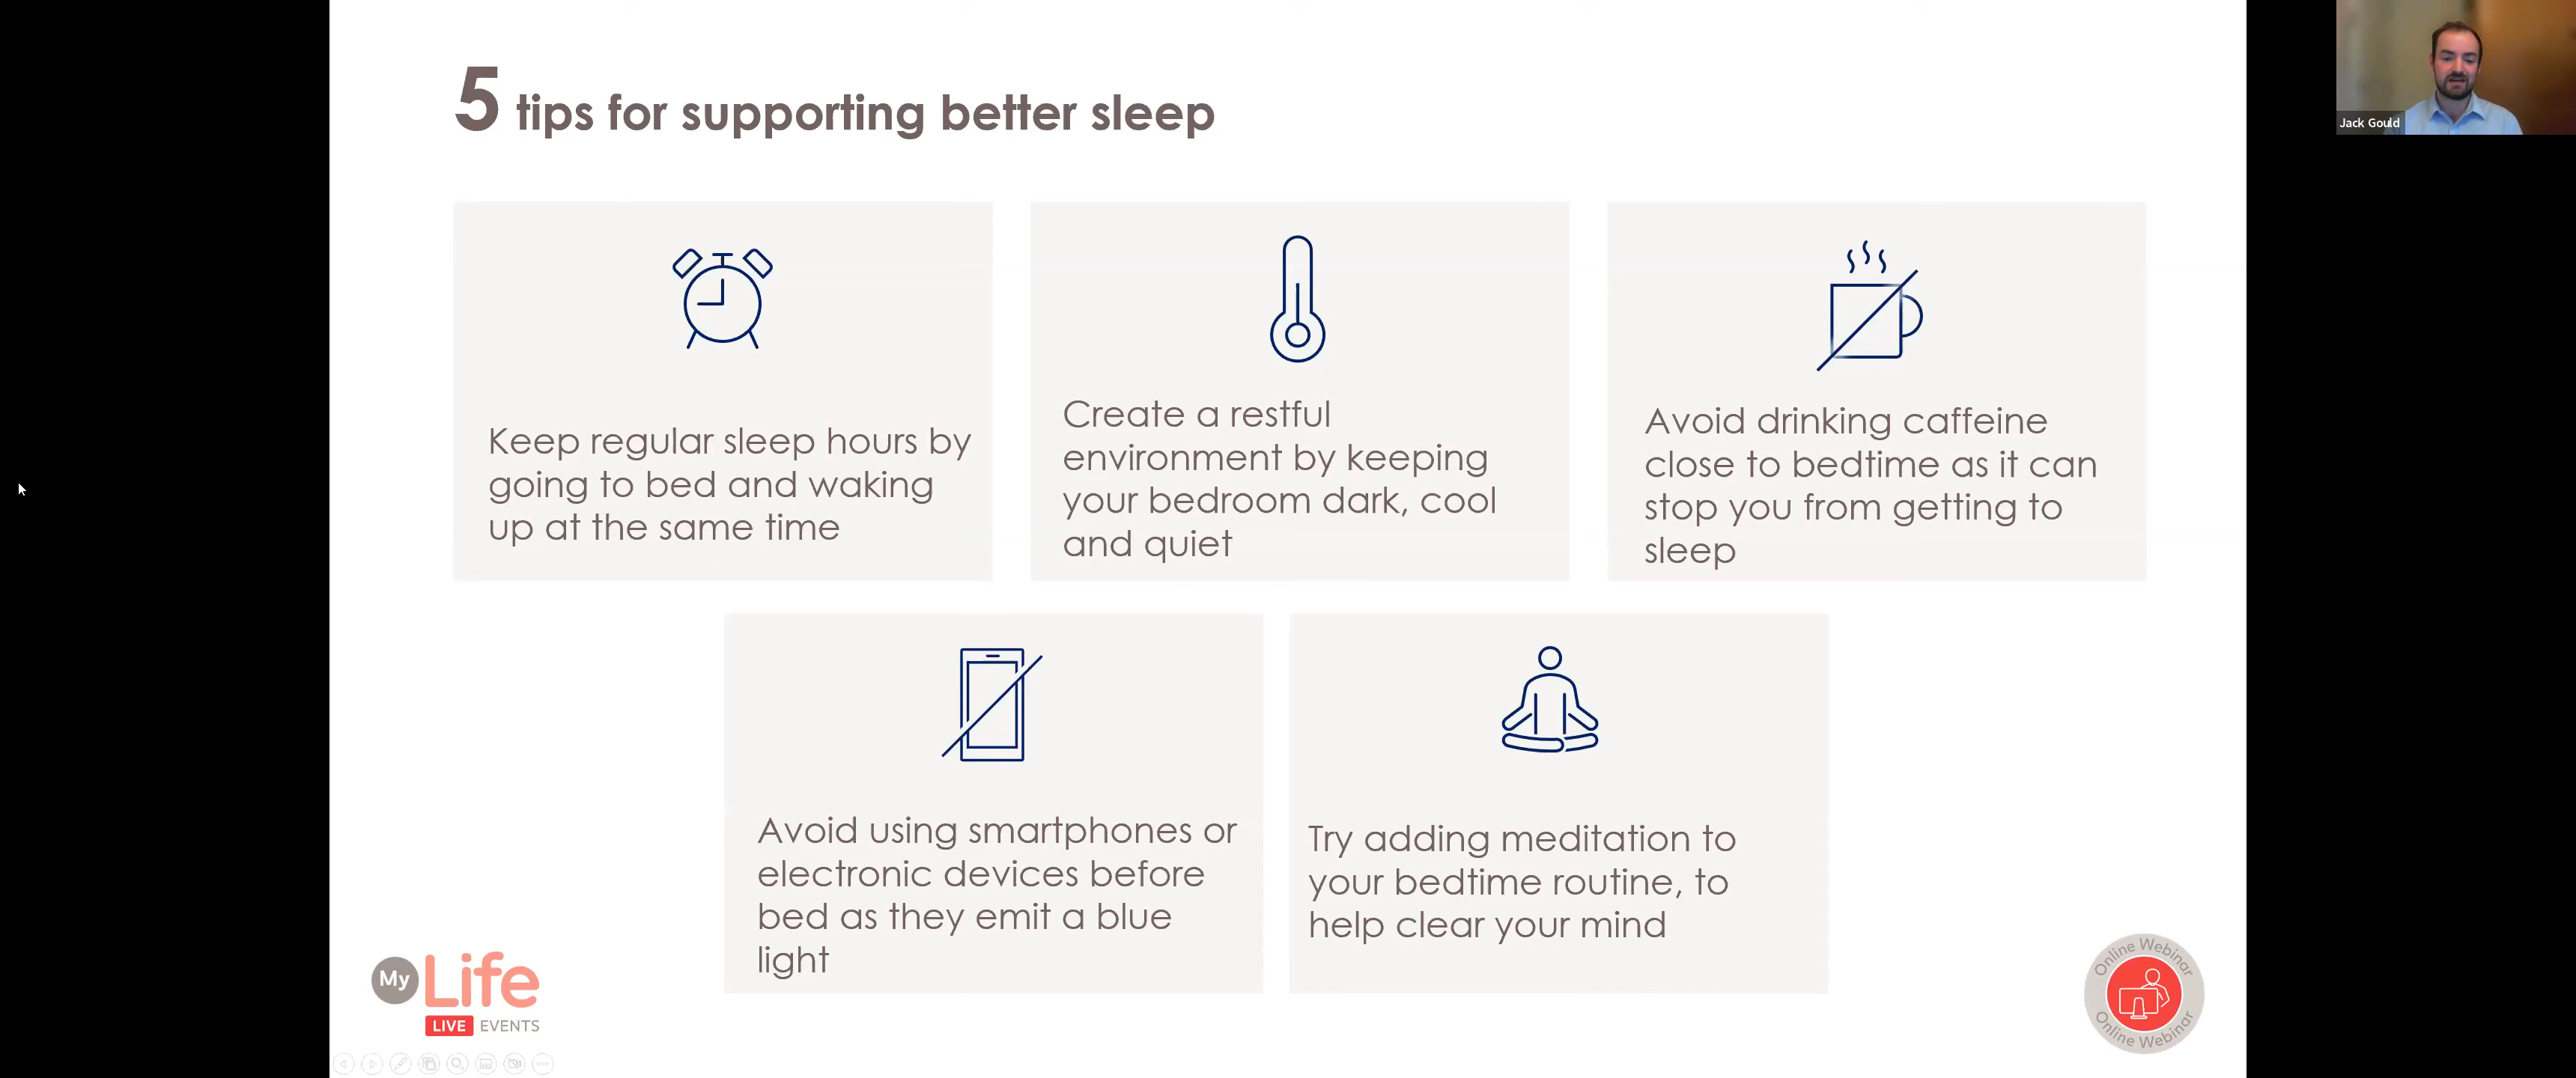 5 tips for supporting better sleep
Jack Gould
Keep regular sleep hours by
going to bed and waking
up at the same time
Create a restful
environment by keeping
your bedroom dark, cool
and quiet
Avoid drinking caffeine
close to bedtime as it can
stop you from getting to
sleep
Avoid using smartphones or
electronic devices before
bed as they emit a blue
light
Try adding meditation to
your bedtime routine, to
help clear your mind
My Life
LIVE EVENTS
Online Webinar
Online Webinar